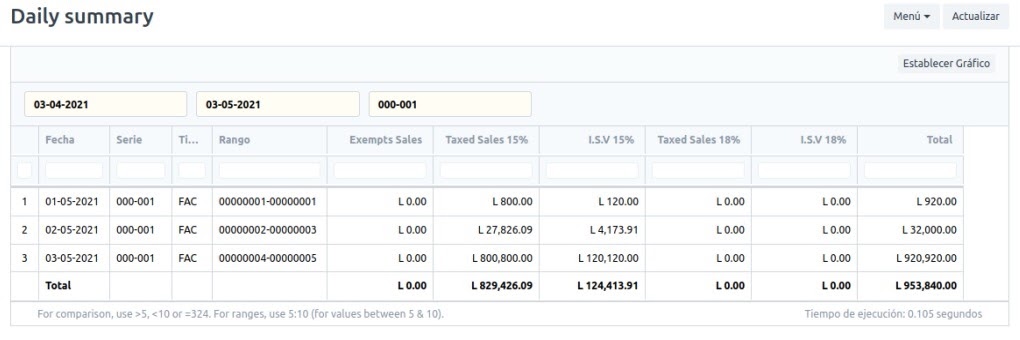 Daily summary
Menú Actualizar
Establecer Gráfico
03-04-2021 03-05-2021 000-001
Fecha Serie Ti... Rango Exempts Sales Taxed Sales 15% I.S.V 15% Taxed Sales 18% I.S.V 18% Total
1 01-05-2021 000-001 FAC 00000001-00000001 L 0.00 L 800.00 L 120.00 L 0.00 L 0.00 L 920.00
2 02-05-2021 000-001 FAC 00000002-00000003 L 0.00 L 27,826.09 L 4,173.91 L 0.00 L 0.00 L 32,000.00
3 03-05-2021 000-001 FAC 00000004-00000005 L 0.00 L 800,800.00 L 120,120.00 L 0.00 L 0.00 L 920,920.00
Total L 0.00 L 829,426.09 L 124,413.91 L 0.00 L 0.00 L 953,840.00
For comparison, use >5, <10 or =324. For ranges, use 5:10 (for values between 5 & 10). Tiempo de ejecución: 0.105 segundos